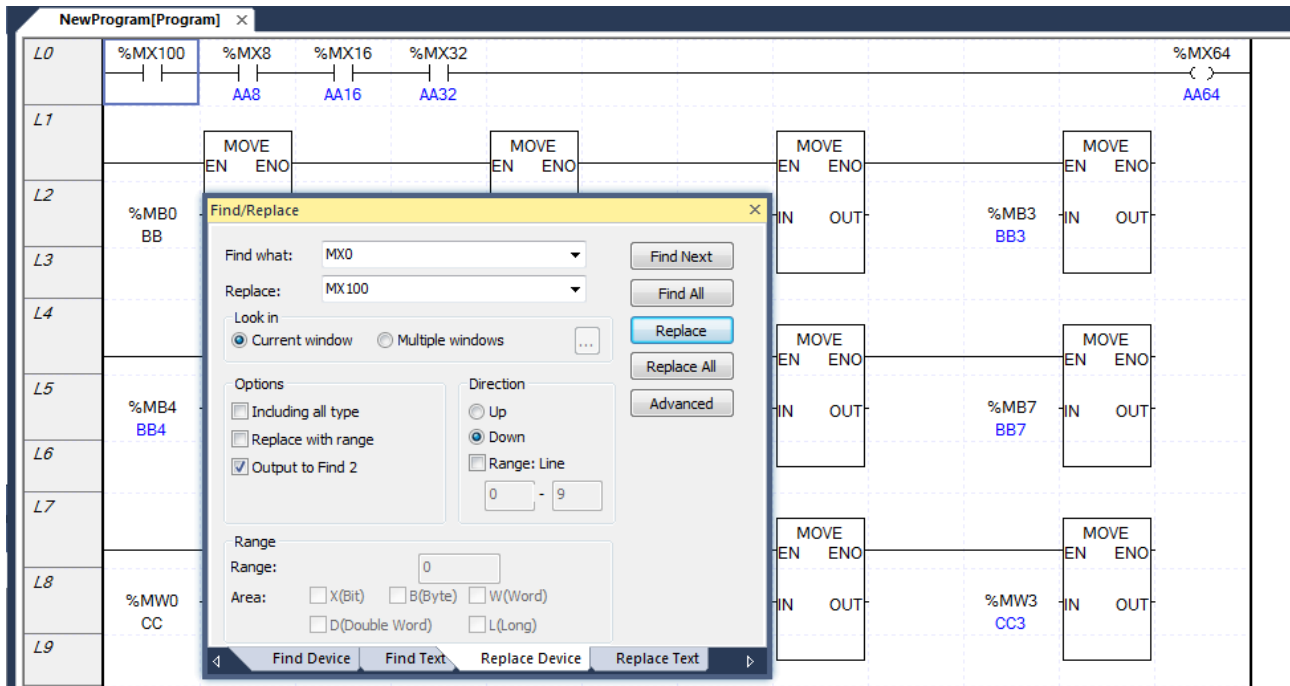 NewProgram[Program] ×
L0 %MX100 %MX8 %MX16 %MX32 %MX64
AA8 AA16 AA32 AA64
L1
MOVE MOVE MOVE MOVE
EN ENO EN ENO EN ENO EN ENO
L2
%MB0 IN OUT %MB3 IN OUT
BB BB3
L3
L4
MOVE MOVE
EN ENO EN ENO
L5
%MB4 IN OUT %MB7 IN OUT
BB4 BB7
L6
L7
MOVE MOVE
EN ENO EN ENO
L8
%MW0 IN OUT %MW3 IN OUT
CC CC3
L9
Find/Replace ×
Find what: MX0 Find Next
Replace: MX100 Find All
Look in
Current window Multiple windows ... Replace
Replace All
Options Direction
Including all type Up Advanced
Replace with range Down
Output to Find 2 Range: Line
0 - 9
Range
Range: 0
Area: X(Bit) B(Byte) W(Word)
D(Double Word) L(Long)
Find Device Find Text Replace Device Replace Text